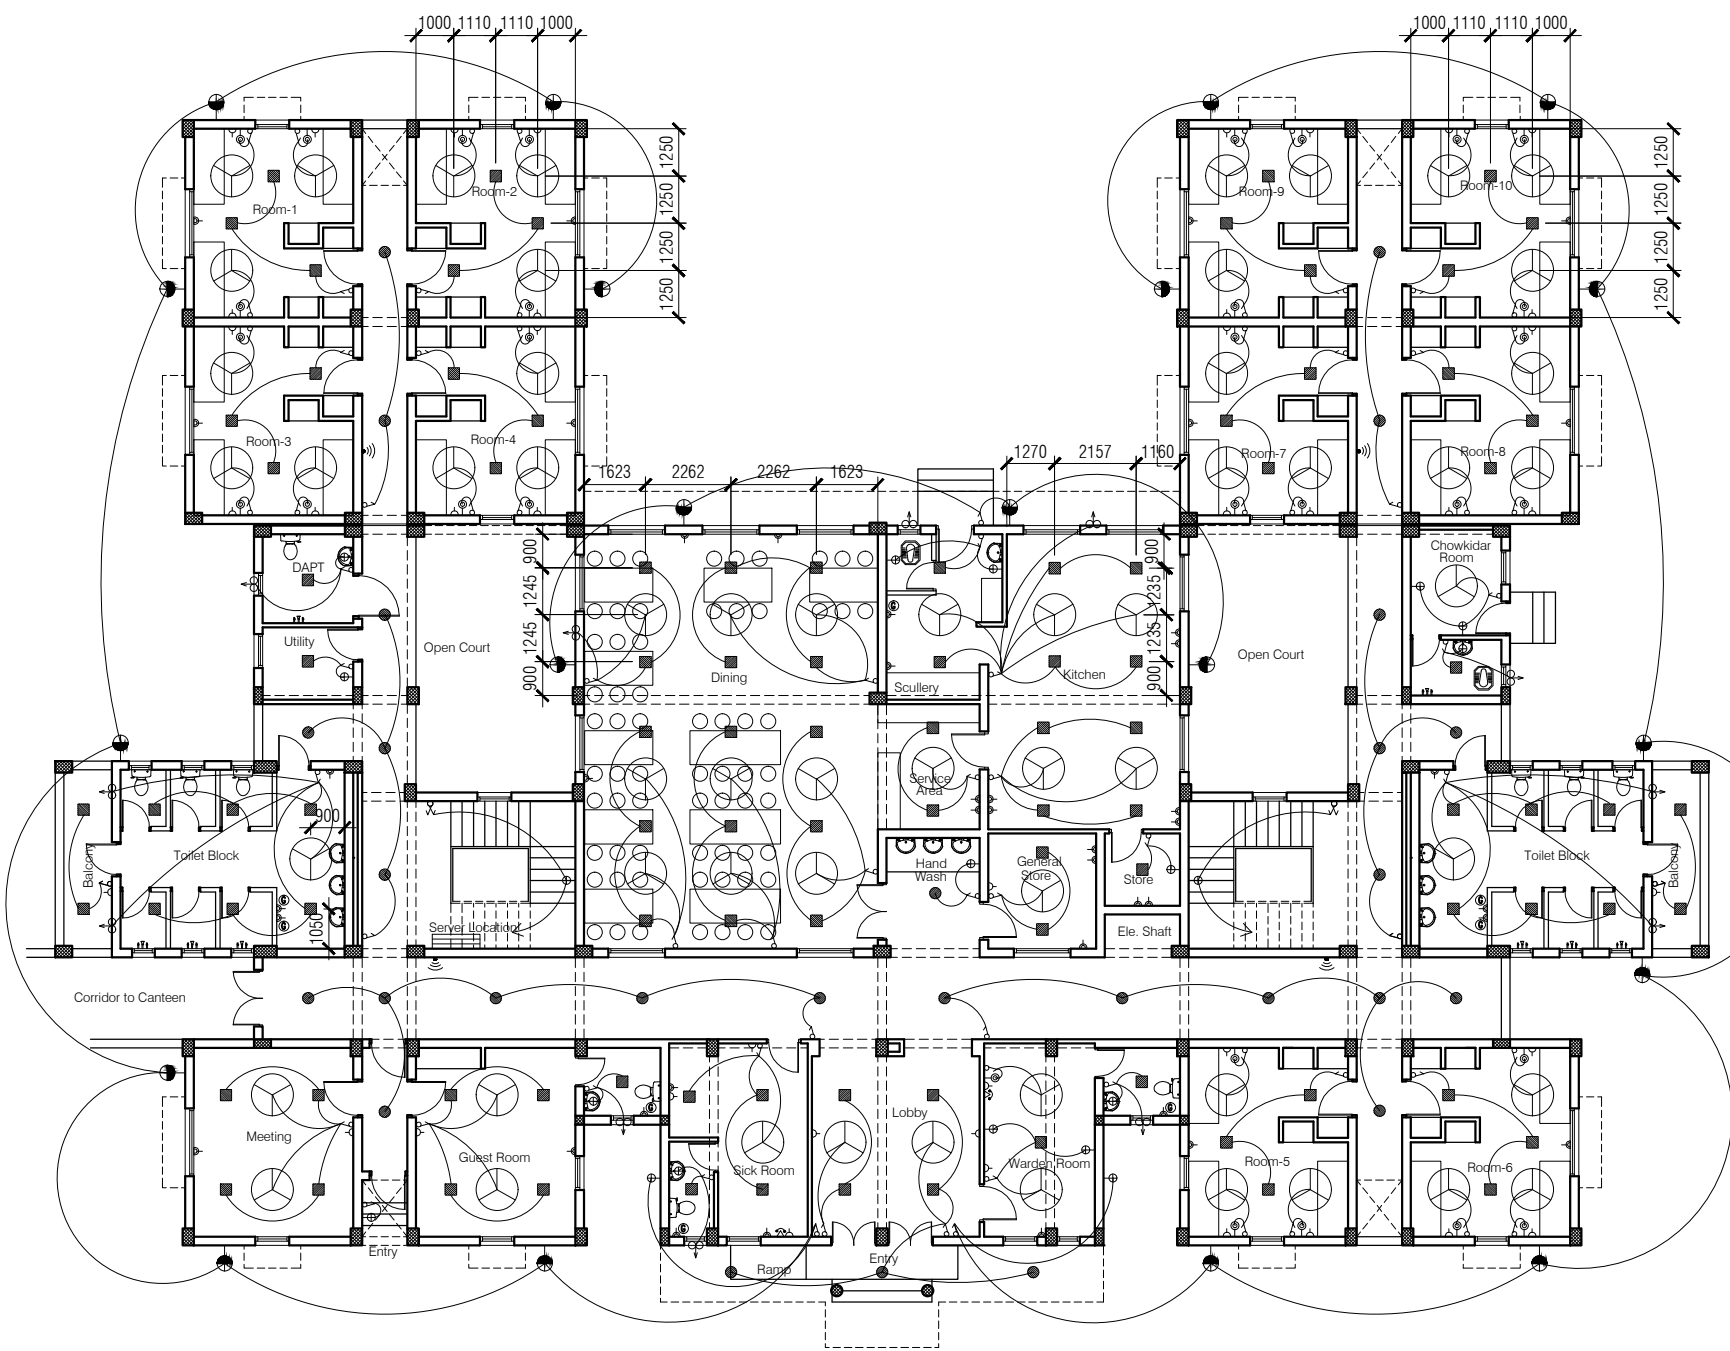 1000 1110 1110 1000
1000 1110 1110 1000
1250
1250
1250
1250
1250
1250
1250
1250
Room-1
Room-2
Room-9
Room-10
Room-3
Room-4
Room-7
Room-8
1623 2262 2262 1623
1270 2157 1160
900
1245
1245
900
900
1235
1235
900
DAPT
Utility
Open Court
Dining
Scullery
Kitchen
Open Court
Chowkidar
Room
Service
Area
Balcony
Toilet Block
900
1050
Hand
Wash
General
Store
Store
Ele. Shaft
Toilet Block
Balcony
Server Location
Corridor to Canteen
Meeting
Guest Room
Sick Room
Lobby
Warden Room
Room-5
Room-6
Entry
Ramp
Entry
G
G
G
G
G
G
G
G